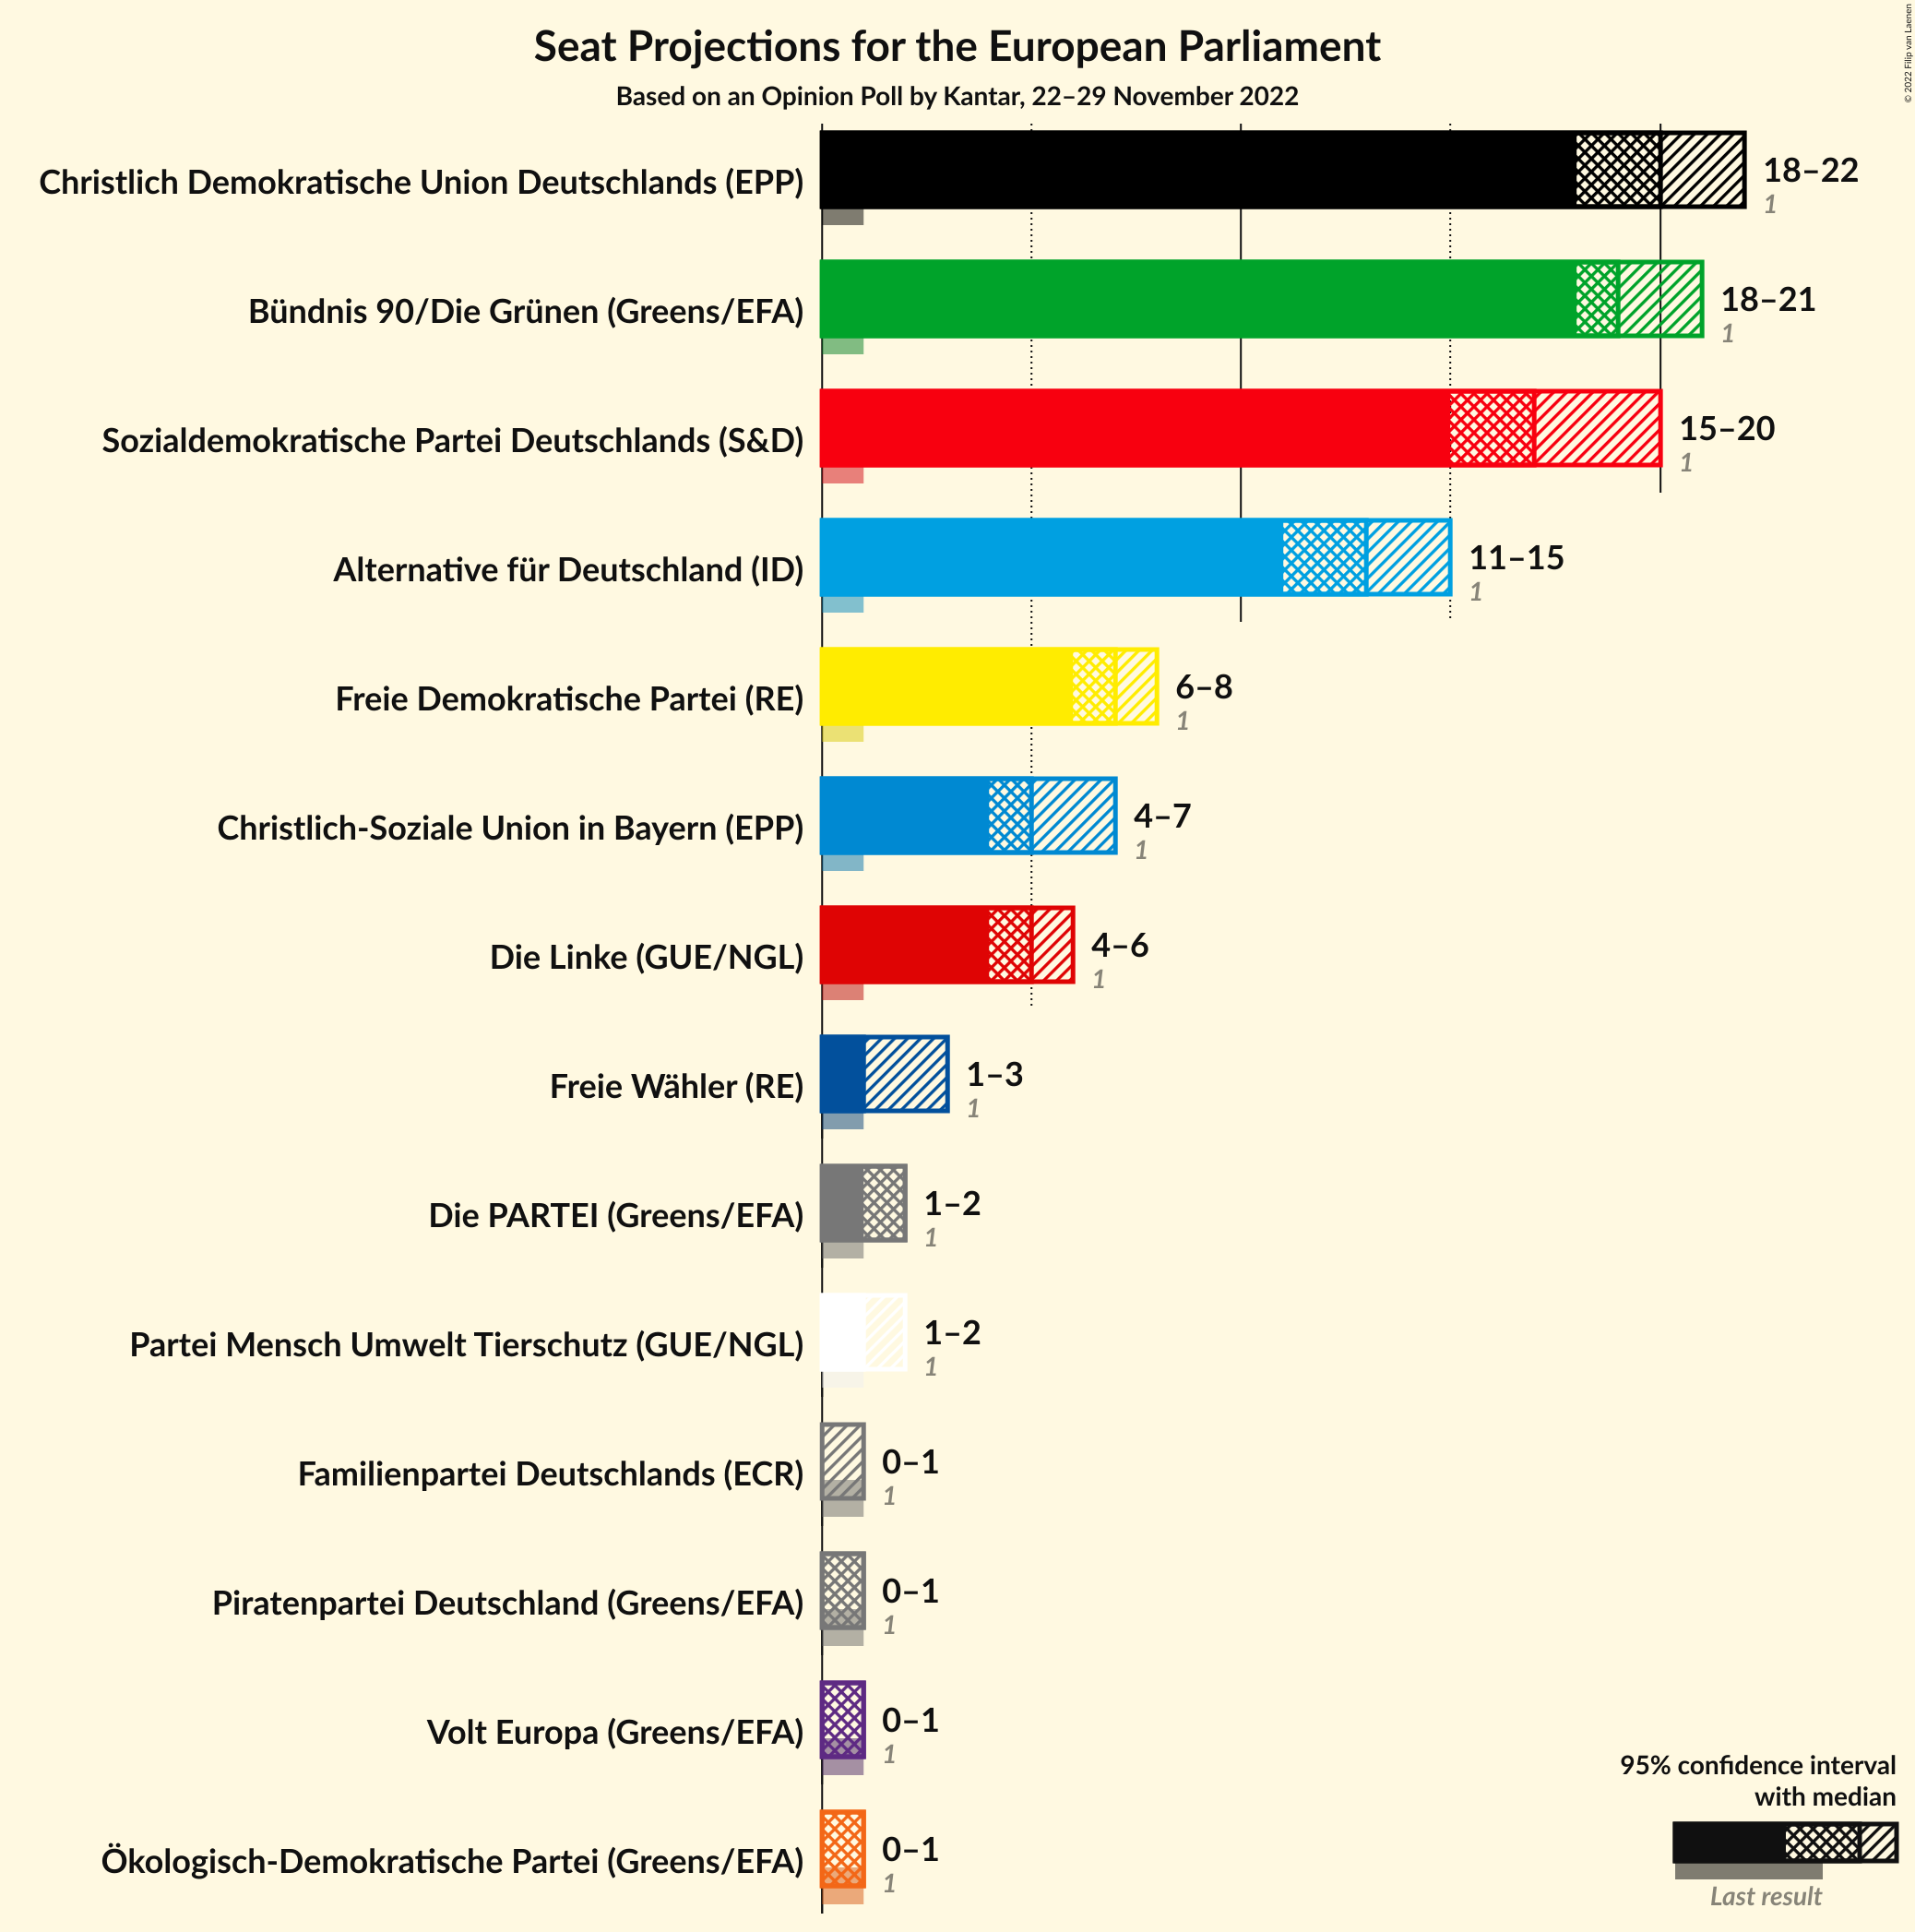 Seat Projections for the European Parliament
Based on an Opinion Poll by Kantar, 22–29 November 2022
© 2022 Filip van Laenen
Christlich Demokratische Union Deutschlands (EPP)
18–22
1
Bündnis 90/Die Grünen (Greens/EFA)
18–21
1
Sozialdemokratische Partei Deutschlands (S&D)
15–20
1
Alternative für Deutschland (ID)
11–15
1
Freie Demokratische Partei (RE)
6–8
1
Christlich-Soziale Union in Bayern (EPP)
4–7
1
Die Linke (GUE/NGL)
4–6
1
Freie Wähler (RE)
1–3
1
Die PARTEI (Greens/EFA)
1–2
1
Partei Mensch Umwelt Tierschutz (GUE/NGL)
1–2
1
Familienpartei Deutschlands (ECR)
0–1
1
Piratenpartei Deutschland (Greens/EFA)
0–1
1
Volt Europa (Greens/EFA)
0–1
1
Ökologisch-Demokratische Partei (Greens/EFA)
0–1
1
95% confidence interval
with median
Last result